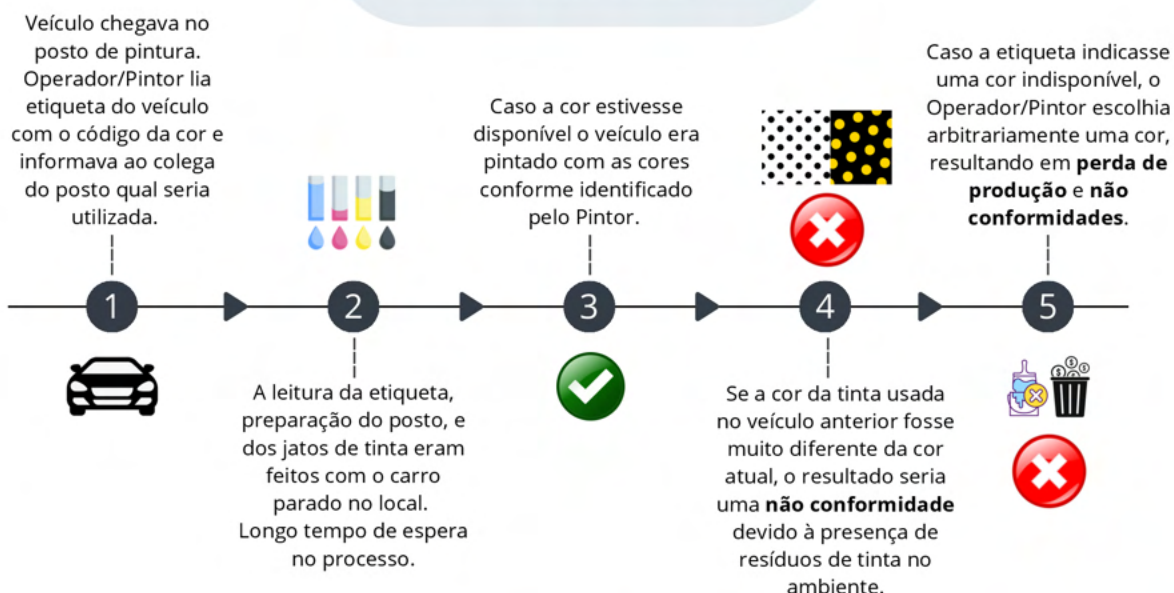 Veículo chegava no
posto de pintura.
Operador/Pintor lia
etiqueta do veículo
com o código da cor e
informava ao colega
do posto qual seria
utilizada.
1
2
A leitura da etiqueta,
preparação do posto, e
dos jatos de tinta eram
feitos com o carro
parado no local.
Longo tempo de espera
no processo.
Caso a cor estivesse
disponível o veículo era
pintado com as cores
conforme identificado
pelo Pintor.
3
4
Se a cor da tinta usada
no veículo anterior fosse
muito diferente da cor
atual, o resultado seria
uma não conformidade
devido à presença de
resíduos de tinta no
ambiente.
Caso a etiqueta indicasse
uma cor indisponível, o
Operador/Pintor escolhia
arbitrariamente uma cor,
resultando em perda de
produção e não
conformidades.
5